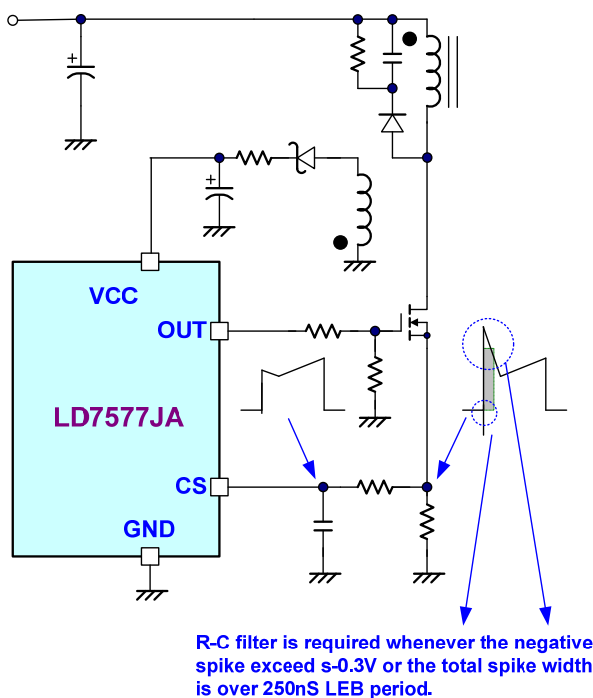 +
+
VCC
OUT
LD7577JA
CS
GND
R-C filter is required whenever the negative
spike exceed s-0.3V or the total spike width
is over 250nS LEB period.